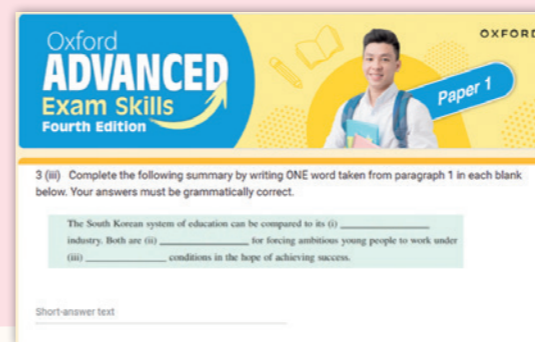 Oxford
ADVANCED
Exam Skills
Fourth Edition
OXFORD
Paper 1
3 (iii) Complete the following summary by writing ONE word taken from paragraph 1 in each blank
below. Your answers must be grammatically correct.
The South Korean system of education can be compared to its (i) ____________
industry. Both are (ii) ____________ for forcing ambitious young people to work under
(iii) ____________ conditions in the hope of achieving success.
Short-answer text